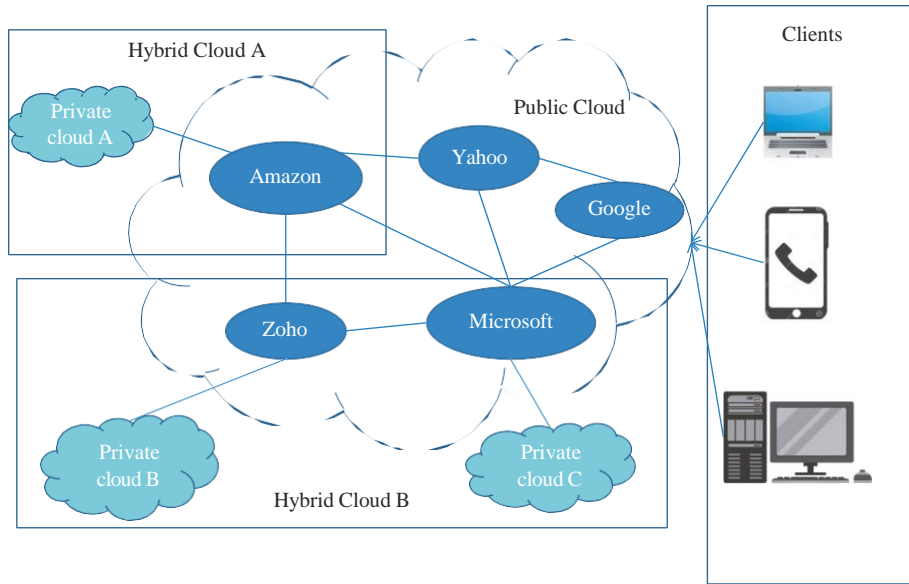 Hybrid Cloud A
Clients
Private
cloud A
Public Cloud
Yahoo
Amazon
Google
Zoho
Microsoft
Private
cloud B
Private
cloud C
Hybrid Cloud B